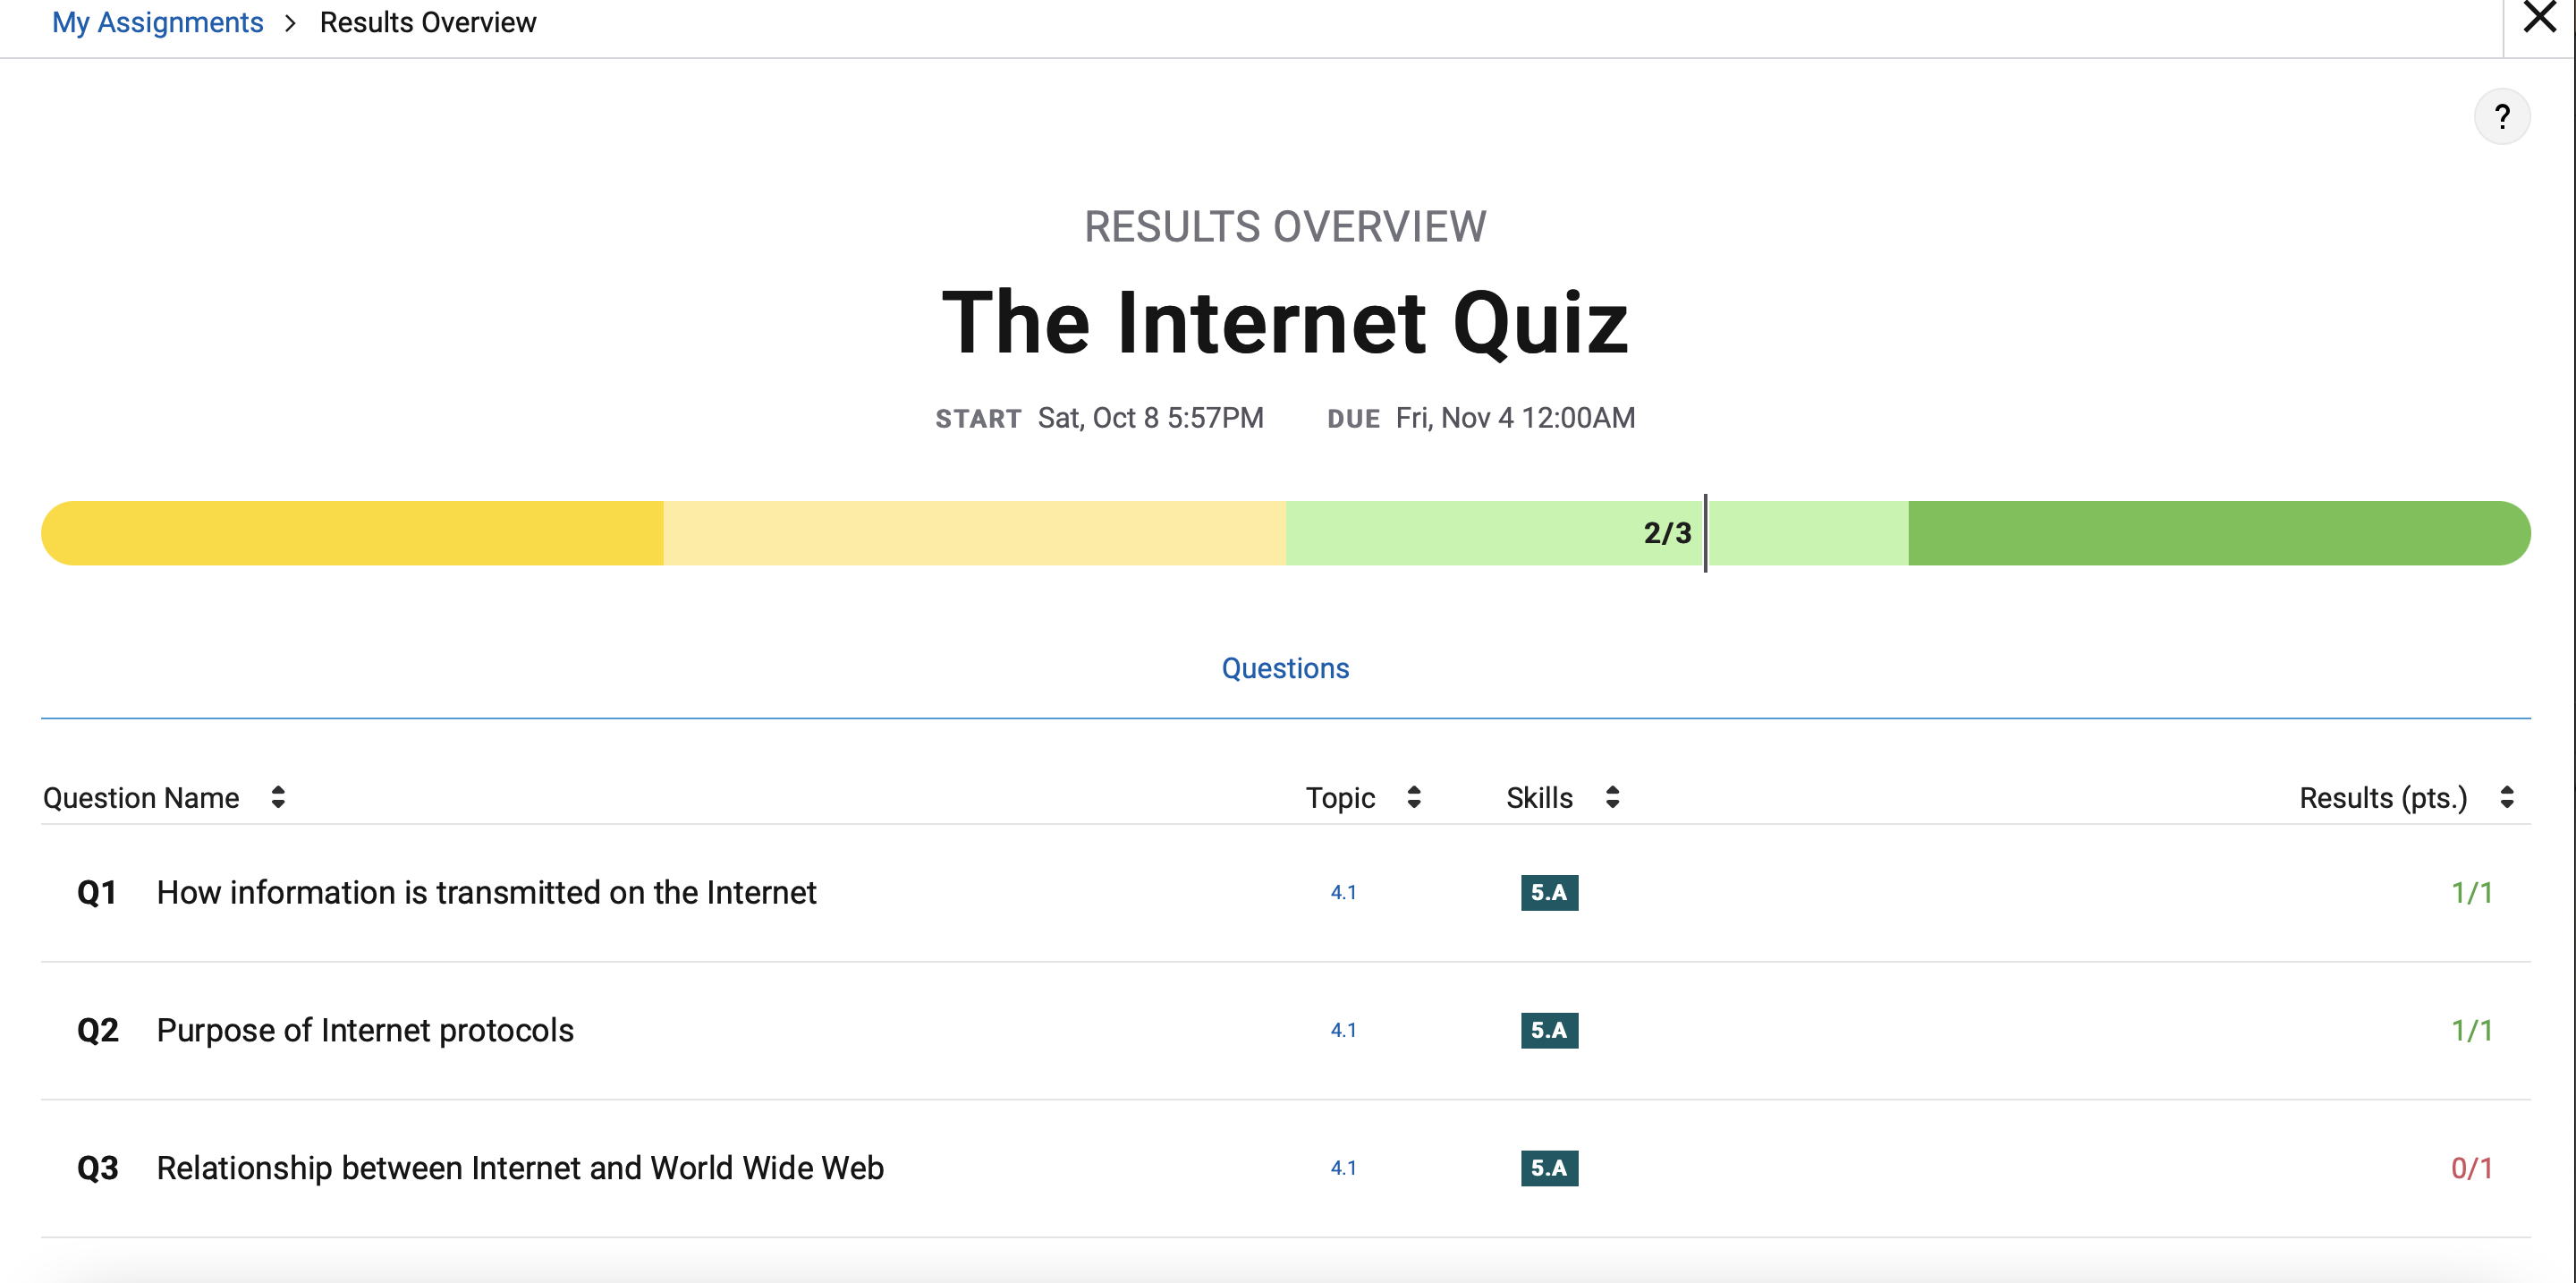 My Assignments > Results Overview
?
RESULTS OVERVIEW
The Internet Quiz
START Sat, Oct 8 5:57PM DUE Fri, Nov 4 12:00AM
2/3
Questions
Question Name Topic Skills Results (pts.)
Q1 How information is transmitted on the Internet 4.1 5.A 1/1
Q2 Purpose of Internet protocols 4.1 5.A 1/1
Q3 Relationship between Internet and World Wide Web 4.1 5.A 0/1